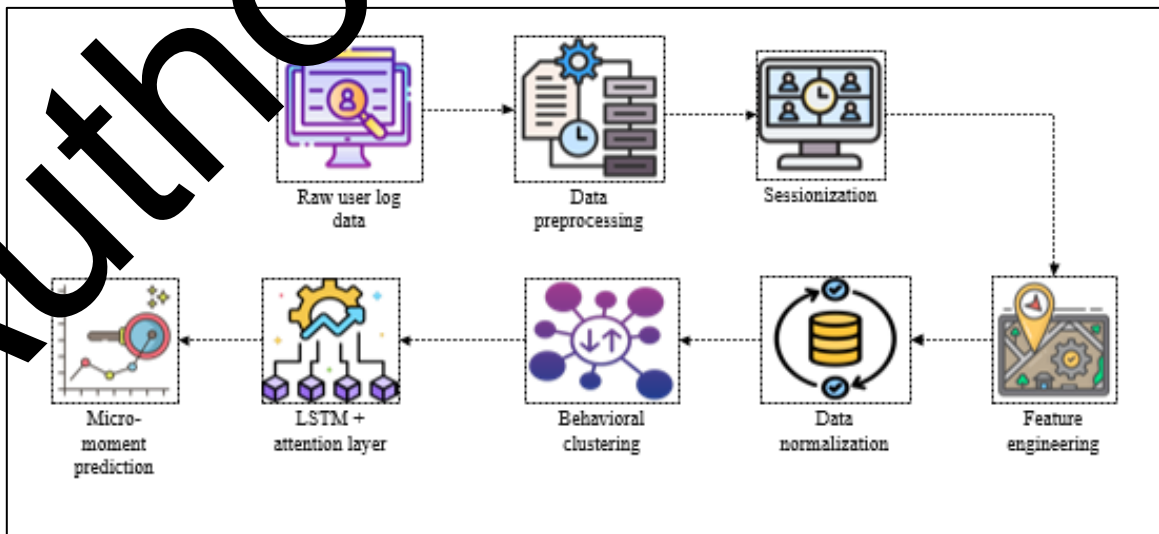 Raw user log
data
Data
preprocessing
Sessionization
Micro-
moment
prediction
LSTM +
attention layer
Behavioral
clustering
Data
normalization
Feature
engineering
utho